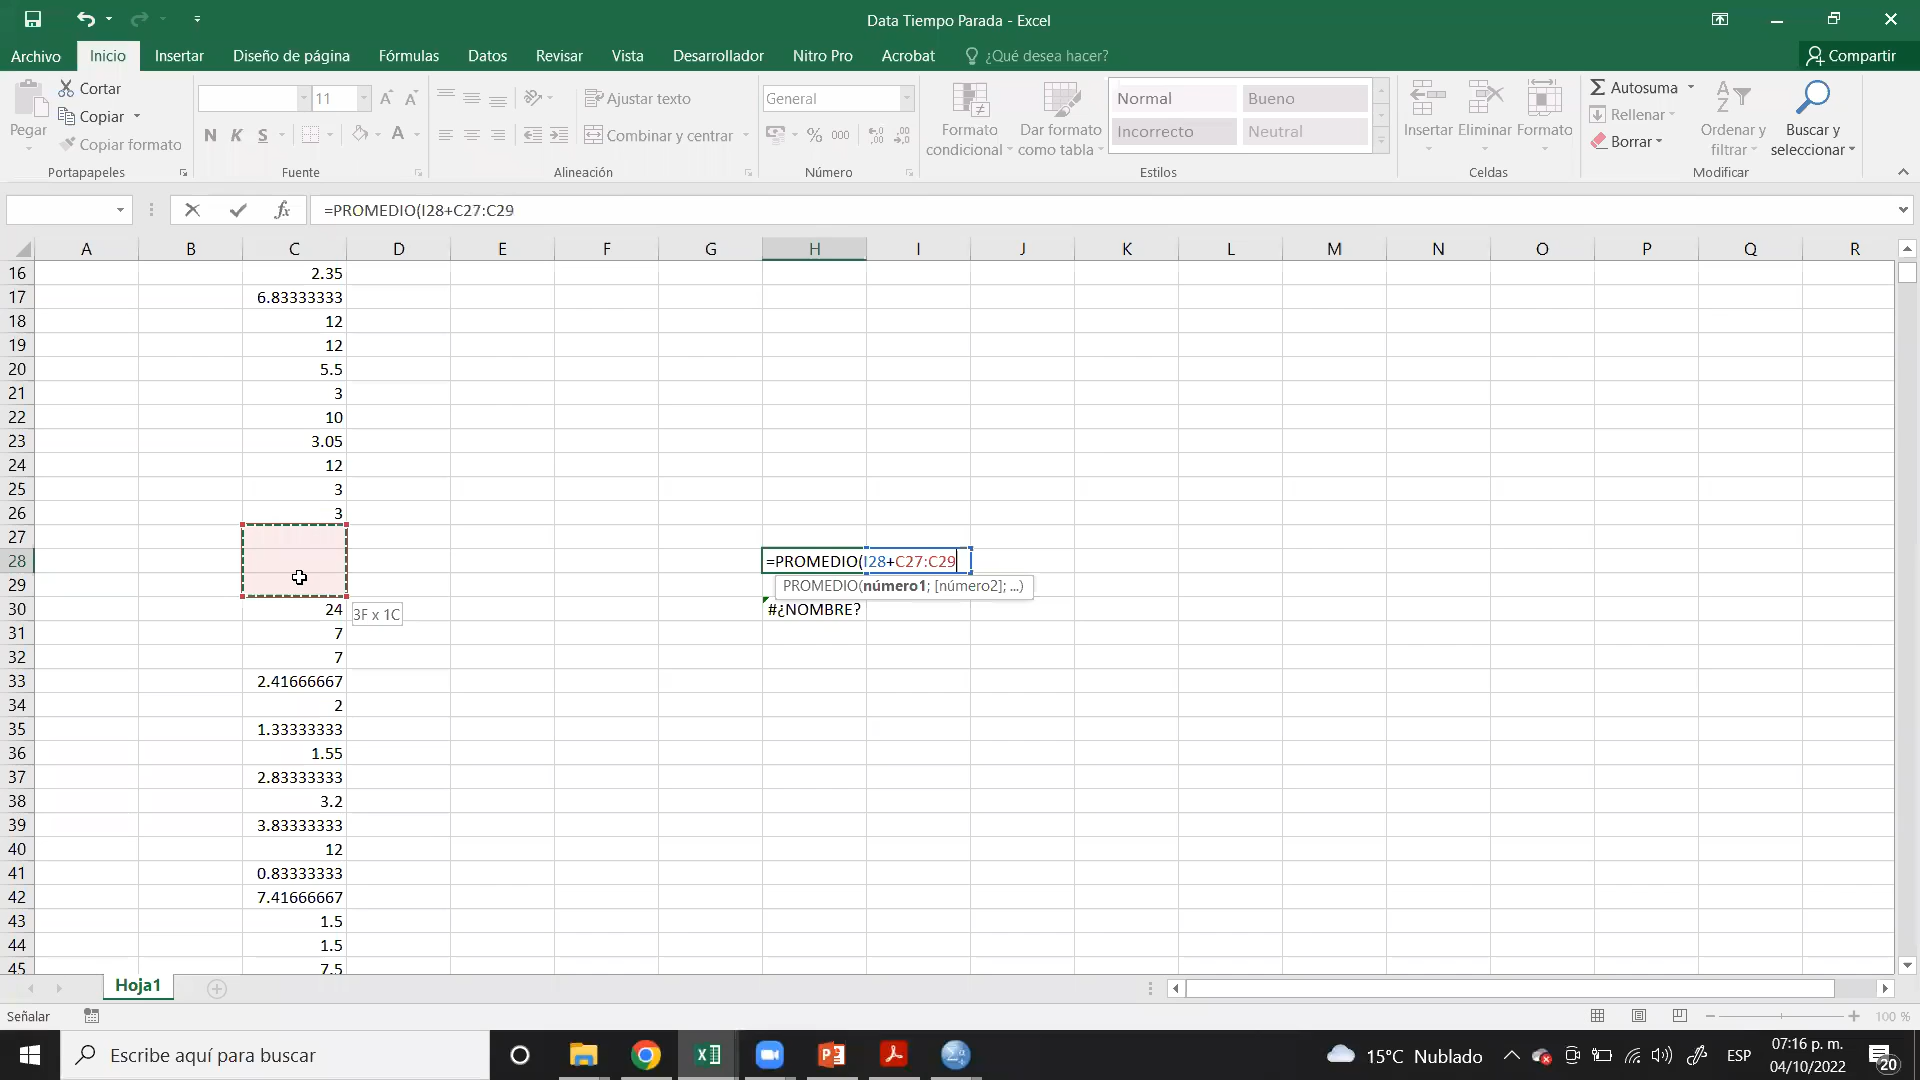 Data Tiempo Parada - Excel
Archivo Inicio Insertar Diseño de página Fórmulas Datos Revisar Vista Desarrollador Nitro Pro Acrobat ¿Qué desea hacer? Compartir
Pegar Cortar Copiar Copiar formato
11
N K S A
Ajustar texto
Combinar y centrar
General
% 000
Formato condicional
Dar formato como tabla
Normal Bueno
Incorrecto Neutral
Insertar Eliminar Formato
Autosuma
Rellenar
Borrar
Ordenar y filtrar
Buscar y seleccionar
Portapapeles Fuente Alineación Número Estilos Celdas Modificar
fx =PROMEDIO(I28+C27:C29
A B C D E F G H I J K L M N O P Q R
16 2.35
17 6.83333333
18 12
19 12
20 5.5
21 3
22 10
23 3.05
24 12
25 3
26 3
27
28 =PROMEDIO(I28+C27:C29
29 PROMEDIO(número1; [número2]; ...)
30 24 3F x 1C #¿NOMBRE?
31 7
32 7
33 2.41666667
34 2
35 1.33333333
36 1.55
37 2.83333333
38 3.2
39 3.83333333
40 12
41 0.83333333
42 7.41666667
43 1.5
44 1.5
45 7.5
Hoja1
Señalar 100 %
Escribe aquí para buscar
15°C Nublado
ESP
07:16 p. m.
04/10/2022
20